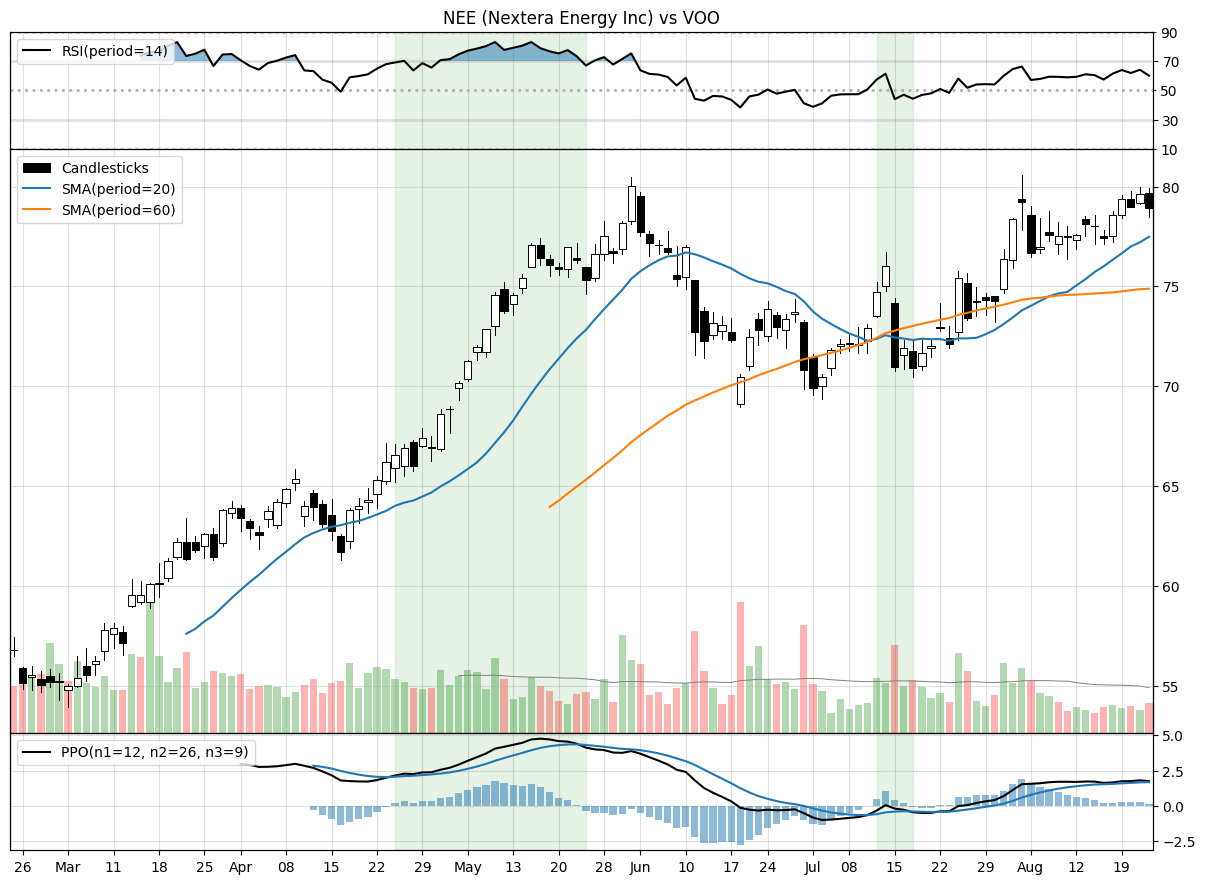 NEE (Nextera Energy Inc) vs VOO
RSI(period=14)
90
70
50
30
10
Candlesticks
SMA(period=20)
SMA(period=60)
80
75
70
65
60
55
PPO(n1=12, n2=26, n3=9)
5.0
2.5
0.0
−2.5
26 Mar 11 18 25 Apr 08 15 22 29 May 13 20 28 Jun 10 17 24 Jul 08 15 22 29 Aug 12 19